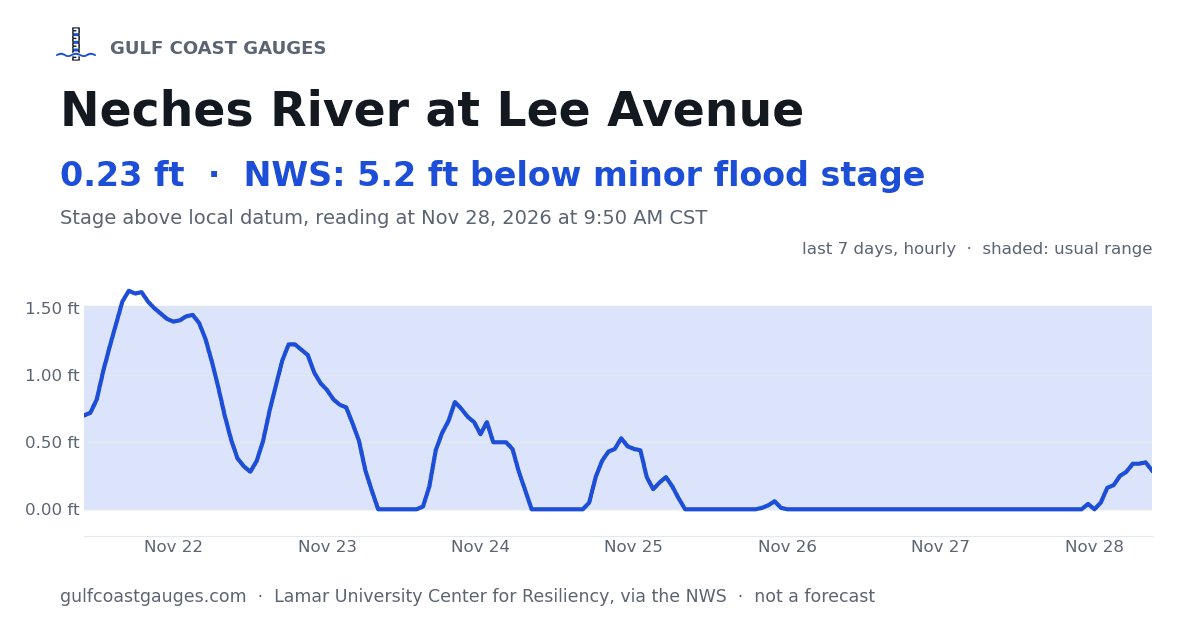 GULF COAST GAUGES
Neches River at Lee Avenue
0.23 ft · NWS: 5.2 ft below minor flood stage
Stage above local datum, reading at Nov 28, 2026 at 9:50 AM CST
last 7 days, hourly · shaded: usual range
1.50 ft
1.00 ft
0.50 ft
0.00 ft
Nov 22 Nov 23 Nov 24 Nov 25 Nov 26 Nov 27 Nov 28
gulfcoastgauges.com · Lamar University Center for Resiliency, via the NWS · not a forecast